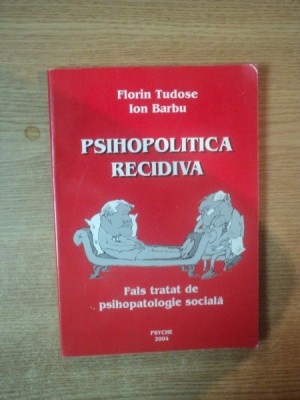 Florin Tudose
Ion Barbu
PSIHOPOLITICA
RECIDIVA
Fals tratat de
psihopatologie socială
PSYCHE
2004